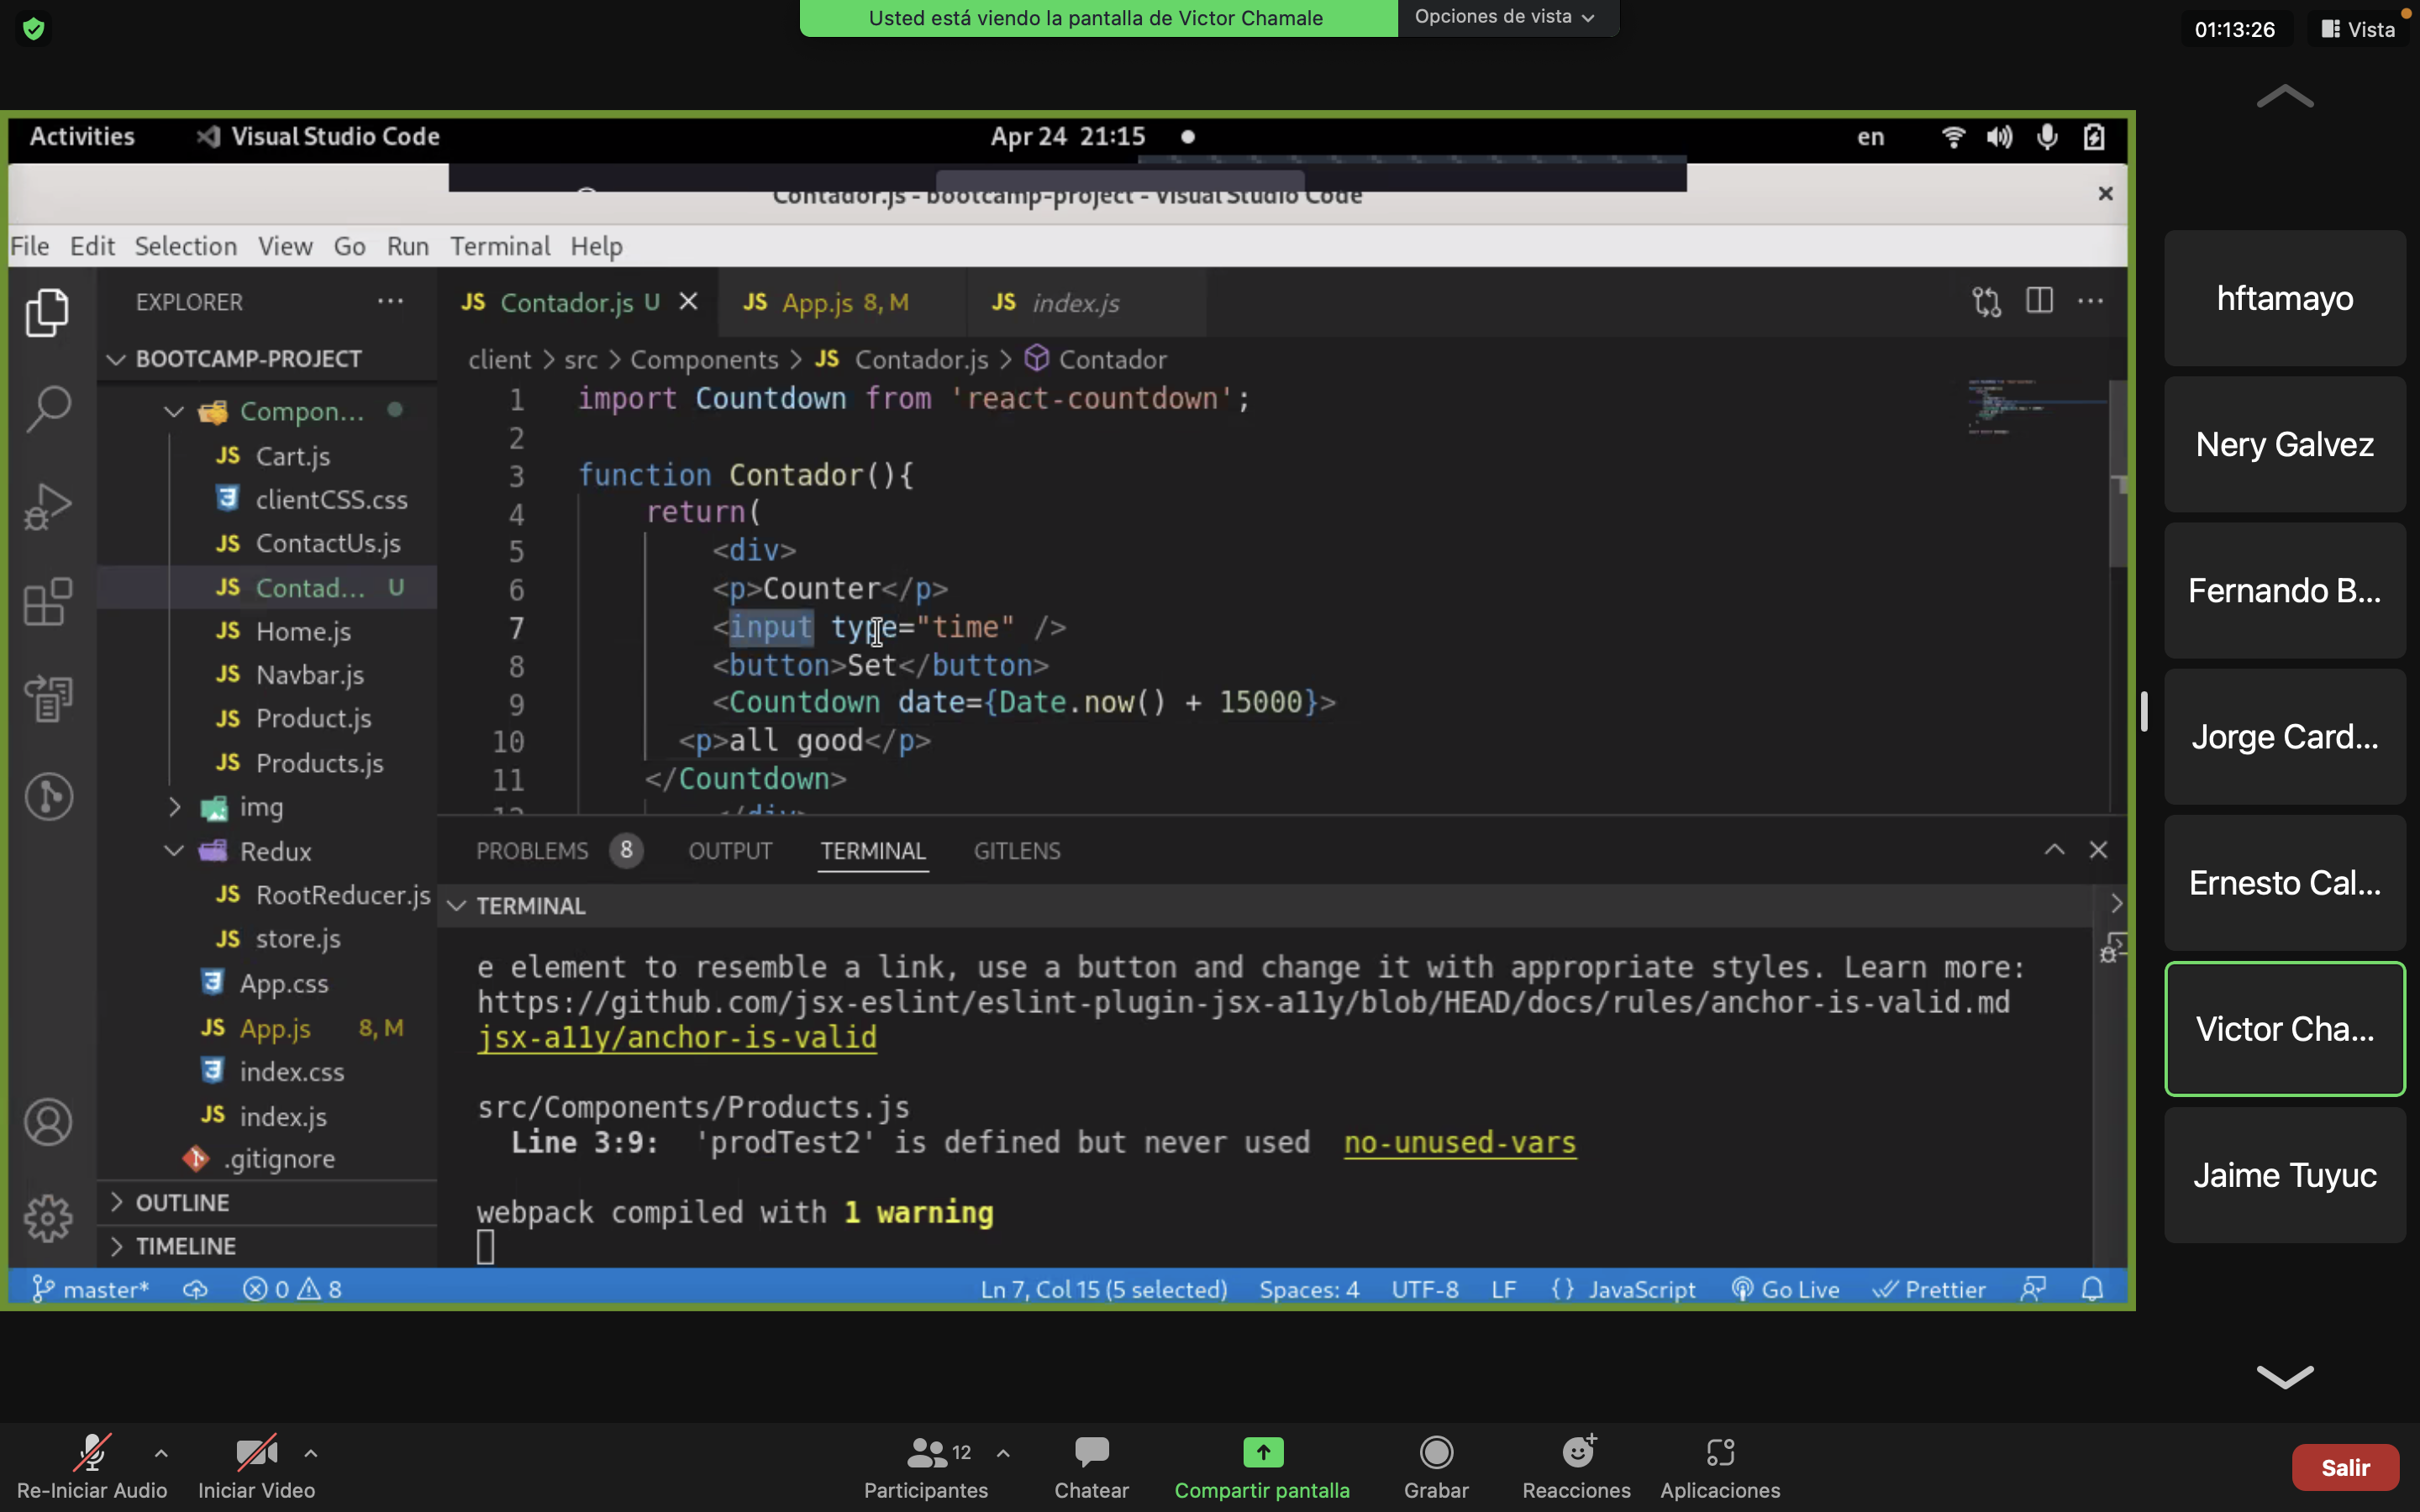 Usted está viendo la pantalla de Victor Chamale
Opciones de vista
01:13:26
Vista
Activities
Visual Studio Code
Apr 24 21:15
en
Contador.js - bootcamp-project - Visual Studio Code
File Edit Selection View Go Run Terminal Help
EXPLORER
JS Contador.js U
JS App.js 8, M
JS index.js
BOOTCAMP-PROJECT
client > src > Components > JS Contador.js > Contador
Compon...
JS Cart.js
clientCSS.css
JS ContactUs.js
JS Contad... U
JS Home.js
JS Navbar.js
JS Product.js
JS Products.js
img
Redux
JS RootReducer.js
JS store.js
App.css
JS App.js 8, M
index.css
JS index.js
.gitignore
OUTLINE
TIMELINE
1 import Countdown from 'react-countdown';
2
3 function Contador(){
4 return(
5 <div>
6 <p>Counter</p>
7 <input type="time" />
8 <button>Set</button>
9 <Countdown date={Date.now() + 15000}>
10 <p>all good</p>
11 </Countdown>
12 </div>
PROBLEMS 8 OUTPUT TERMINAL GITLENS
TERMINAL
e element to resemble a link, use a button and change it with appropriate styles. Learn more:
https://github.com/jsx-eslint/eslint-plugin-jsx-a11y/blob/HEAD/docs/rules/anchor-is-valid.md
jsx-a11y/anchor-is-valid
src/Components/Products.js
Line 3:9: 'prodTest2' is defined but never used no-unused-vars
webpack compiled with 1 warning
master* 0 8 Ln 7, Col 15 (5 selected) Spaces: 4 UTF-8 LF {} JavaScript Go Live Prettier
hftamayo
Nery Galvez
Fernando B...
Jorge Card...
Ernesto Cal...
Victor Cha...
Jaime Tuyuc
Re-Iniciar Audio
Iniciar Video
12
Participantes
Chatear
Compartir pantalla
Grabar
Reacciones
Aplicaciones
Salir